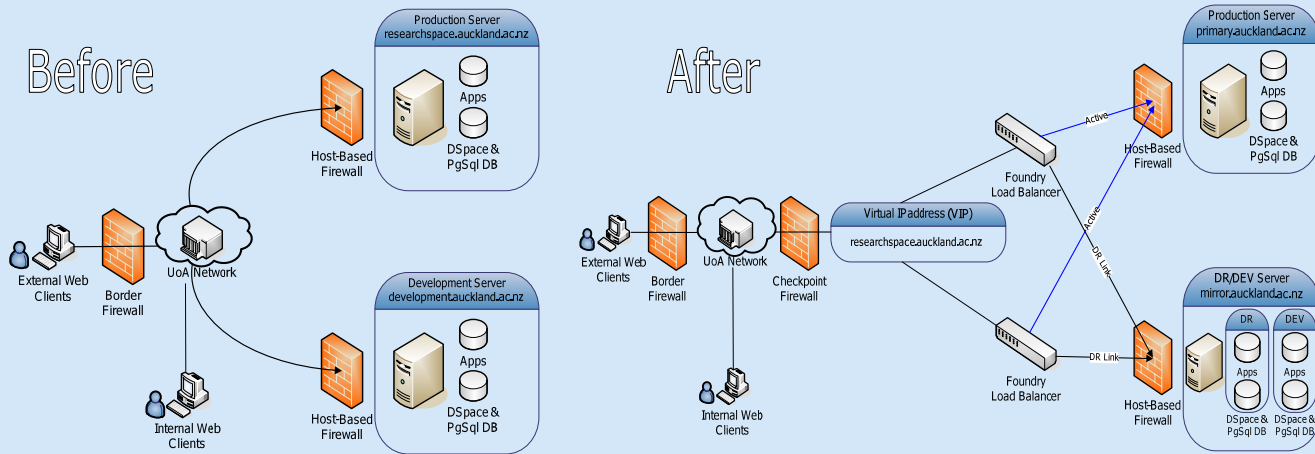 Before
Production Server
researchspace.auckland.ac.nz
Apps
DSpace &
PgSql DB
Host-Based
Firewall
UoA Network
External Web
Clients
Border
Firewall
Development Server
development.auckland.ac.nz
Apps
DSpace &
PgSql DB
Host-Based
Firewall
Internal Web
Clients
After
Production Server
primary.auckland.ac.nz
Apps
DSpace &
PgSql DB
Active
Host-Based
Firewall
Foundry
Load Balancer
Virtual IP address (VIP)
researchspace.auckland.ac.nz
Active
DR Link
External Web
Clients
Border
Firewall
UoA Network
Checkpoint
Firewall
DR/DEV Server
mirror.auckland.ac.nz
DR
DEV
Apps
Apps
DSpace &
PgSql DB
DSpace &
PgSql DB
DR Link
Foundry
Load Balancer
Host-Based
Firewall
Internal Web
Clients